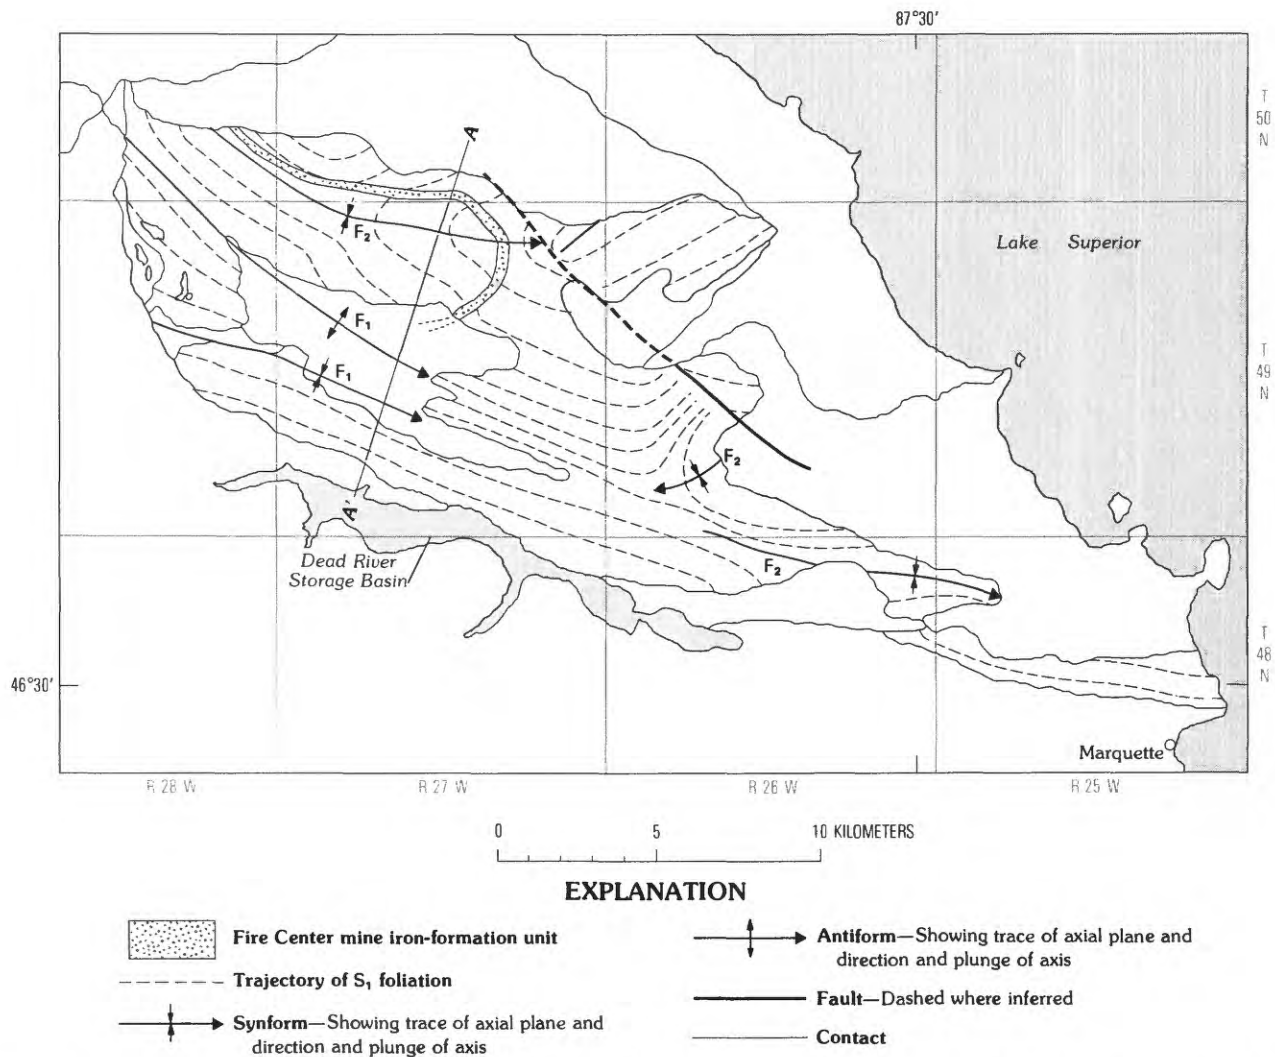 87°30'
T
50
N
A
F₂
Lake Superior
F₁
T
49
N
F₁
F₂
A'
Dead River
Storage Basin
F₂
T
48
N
46°30'
Marquette
R 28 W
R 27 W
R 26 W
R 25 W
0 5 10 KILOMETERS
EXPLANATION
Fire Center mine iron-formation unit
Trajectory of S₁ foliation
Synform—Showing trace of axial plane and
direction and plunge of axis
Antiform—Showing trace of axial plane and
direction and plunge of axis
Fault—Dashed where inferred
Contact